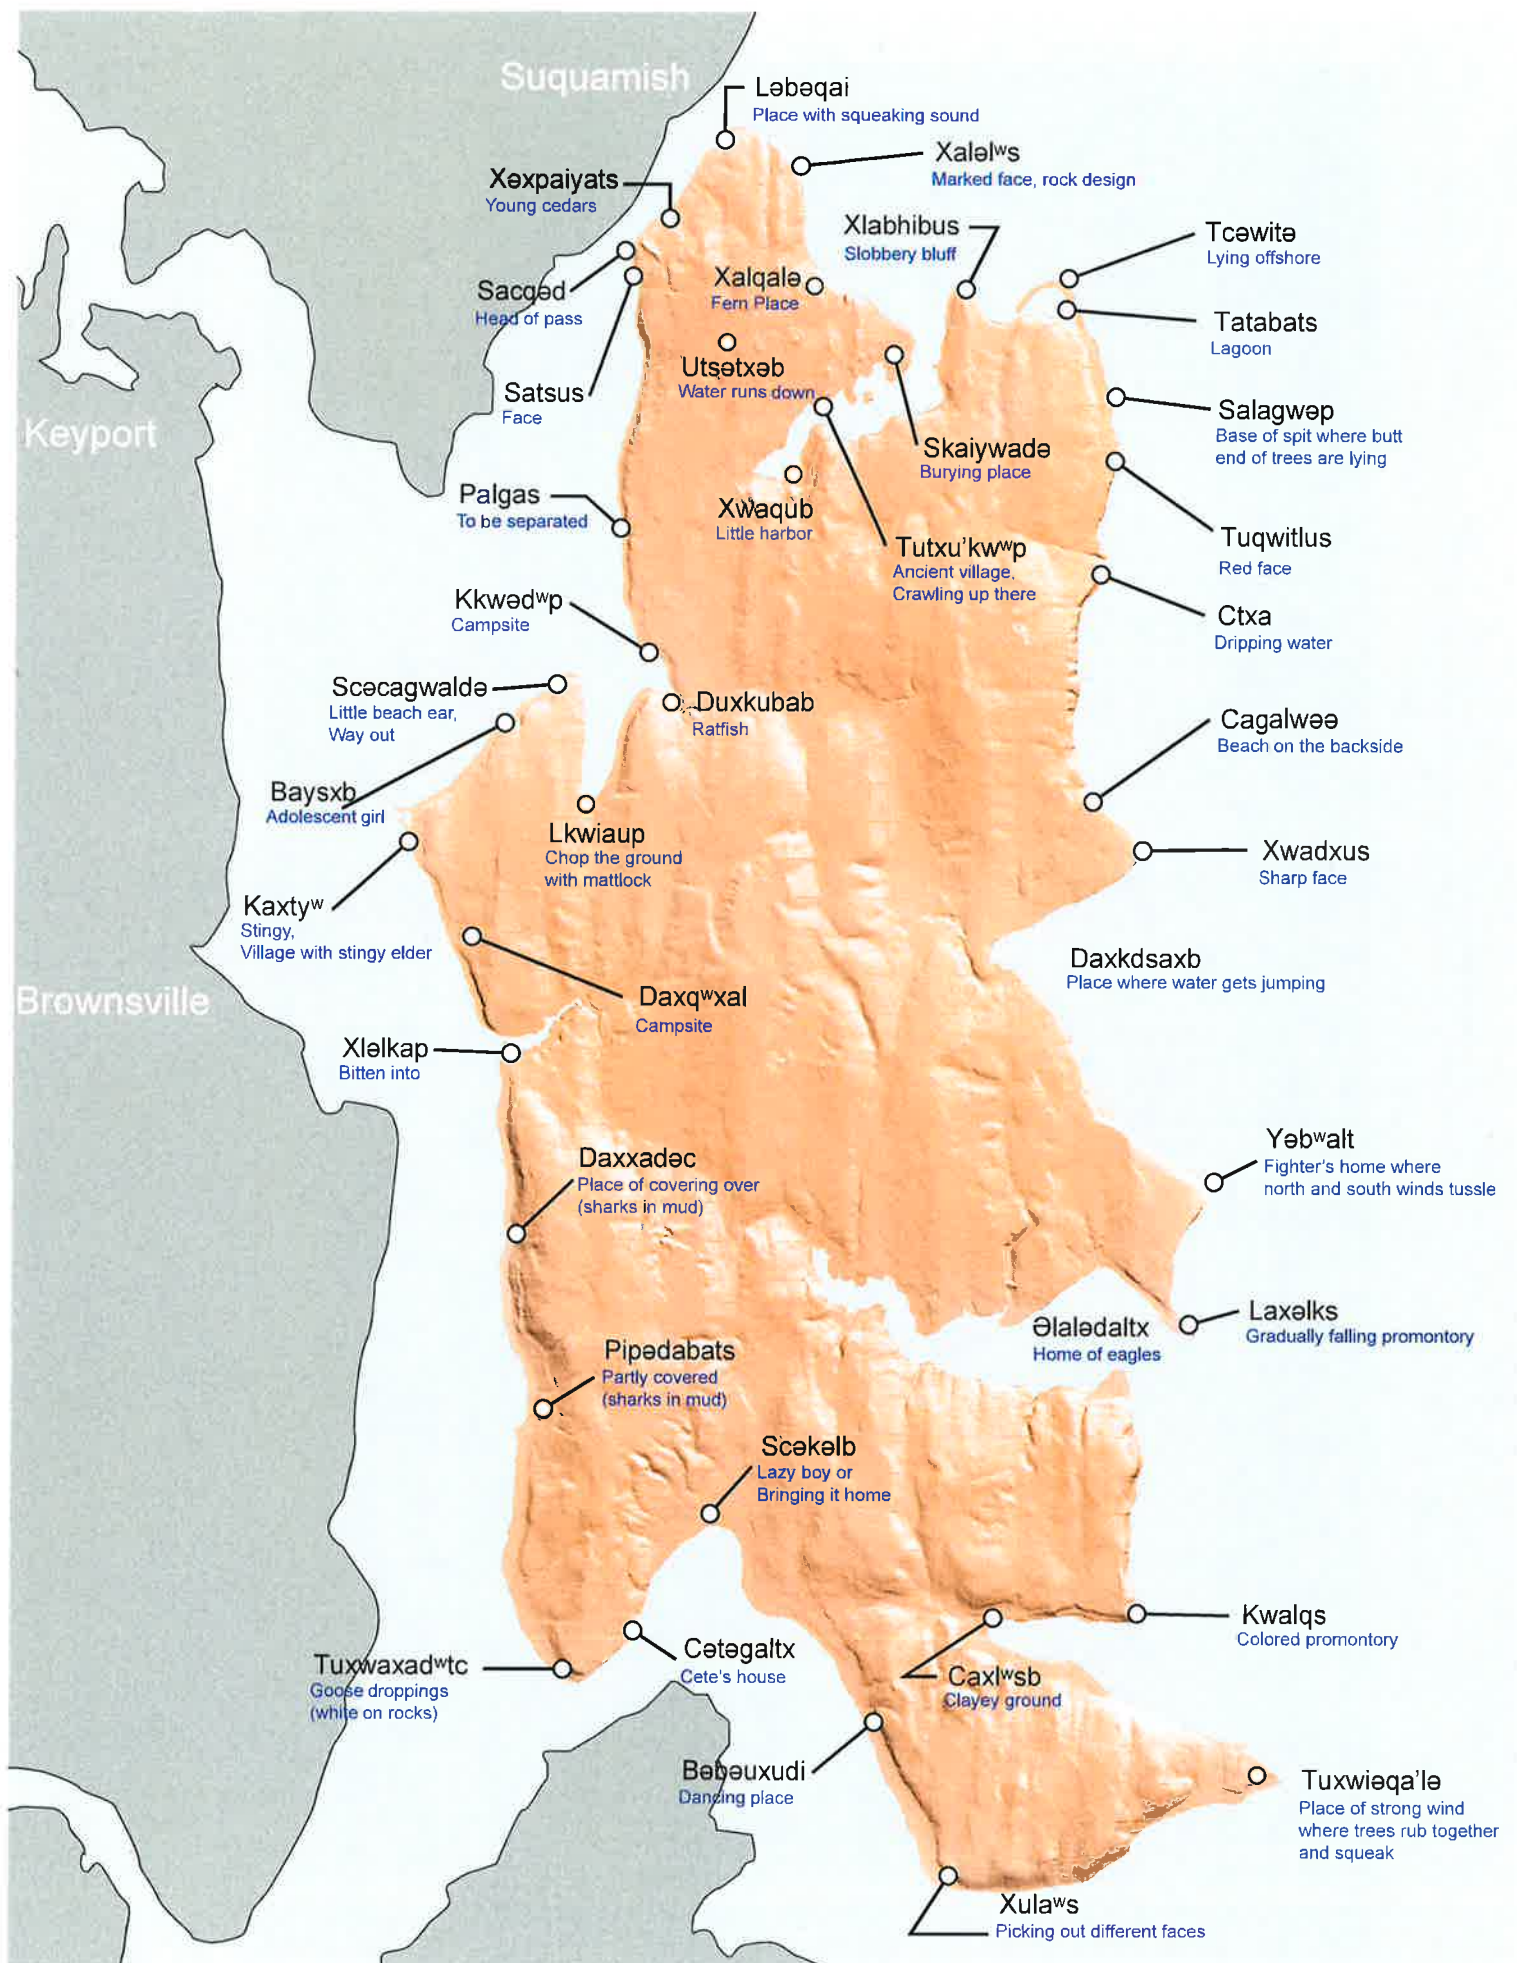 Suquamish
Ləbəqai
Place with squeaking sound
Xaləlʷs
Marked face, rock design
Xəxpaiyats
Young cedars
Xlabhibus
Slobbery bluff
Tcəwitə
Lying offshore
Sacqəd
Head of pass
Xalqalə
Fern Place
Tatabats
Lagoon
Utsətxəb
Water runs down
Satsus
Face
Salagwəp
Base of spit where butt
end of trees are lying
Keyport
Skaiywadə
Burying place
Palgas
To be separated
Xwaqub
Little harbor
Tutxu'kwʷp
Ancient village,
Crawling up there
Tuqwitlus
Red face
Kkwədʷp
Campsite
Ctxa
Dripping water
Scəcagwaldə
Little beach ear,
Way out
Duxkubab
Ratfish
Cagalwəə
Beach on the backside
Baysxb
Adolescent girl
Lkwiaup
Chop the ground
with mattlock
Xwadxus
Sharp face
Kaxtyʷ
Stingy,
Village with stingy elder
Daxkdsaxb
Place where water gets jumping
Brownsville
Daxqʷxal
Campsite
Xləlkap
Bitten into
Yəbʷalt
Fighter's home where
north and south winds tussle
Daxxadəc
Place of covering over
(sharks in mud)
Laxəlks
Gradually falling promontory
Əlalədaltx
Home of eagles
Pipədabats
Partly covered
(sharks in mud)
Scəkəlb
Lazy boy or
Bringing it home
Kwalqs
Colored promontory
Cətəgaltx
Cete's house
Tuxwaxadʷtc
Goose droppings
(white on rocks)
Caxlʷsb
Clayey ground
Bəbəuxudi
Dancing place
Tuxwiəqa'lə
Place of strong wind
where trees rub together
and squeak
Xulaʷs
Picking out different faces